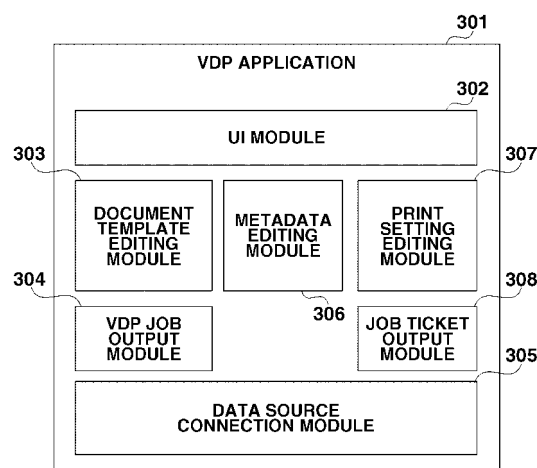 301
VDP APPLICATION
302
UI MODULE
303
307
DOCUMENT
TEMPLATE
EDITING
MODULE
METADATA
EDITING
MODULE
PRINT
SETTING
EDITING
MODULE
304
306
308
VDP JOB
OUTPUT
MODULE
JOB TICKET
OUTPUT
MODULE
305
DATA SOURCE
CONNECTION MODULE